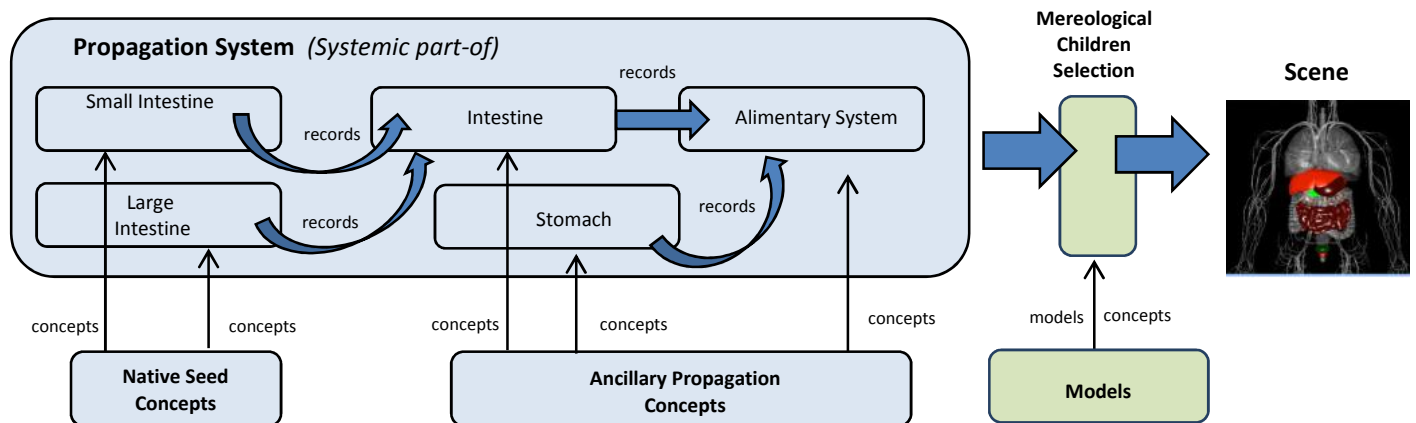 Propagation System (Systemic part-of)
Small Intestine
records
Intestine
records
Alimentary System
Large
Intestine
records
Stomach
records
Mereological
Children
Selection
Scene
concepts
concepts
concepts
concepts
concepts
models
concepts
Native Seed
Concepts
Ancillary Propagation
Concepts
Models